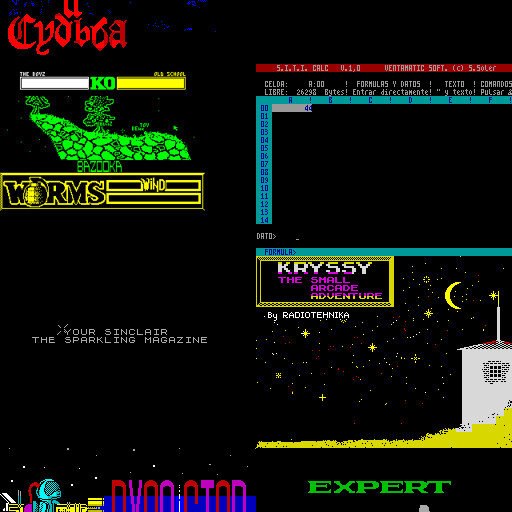 и
Судьба
THE BOYZ KO OLD SCHOOL
TOY
BAZOOKA
WORMS WIND
YOUR SINCLAIR
THE SPARKLING MAGAZINE
S.I.T.I. CALC V.1,0 VENTAMATIC SOFT. (c) S.Soler
CELDA: A:00 ! FORMULAS Y DATOS ! TEXTO ! COMANDOS
LIBRE: 26298 Bytes! Entrar directamente! " y texto! Pulsar
A B C D E F
00
01
02
03
04
05
06
07
08
09
10
11
12
13
14
DATO>
FORMULA>
KRYSSY
THE SMALL
ARCADE
ADVENTURE
By RADIOTEHNIKA
EXPERT